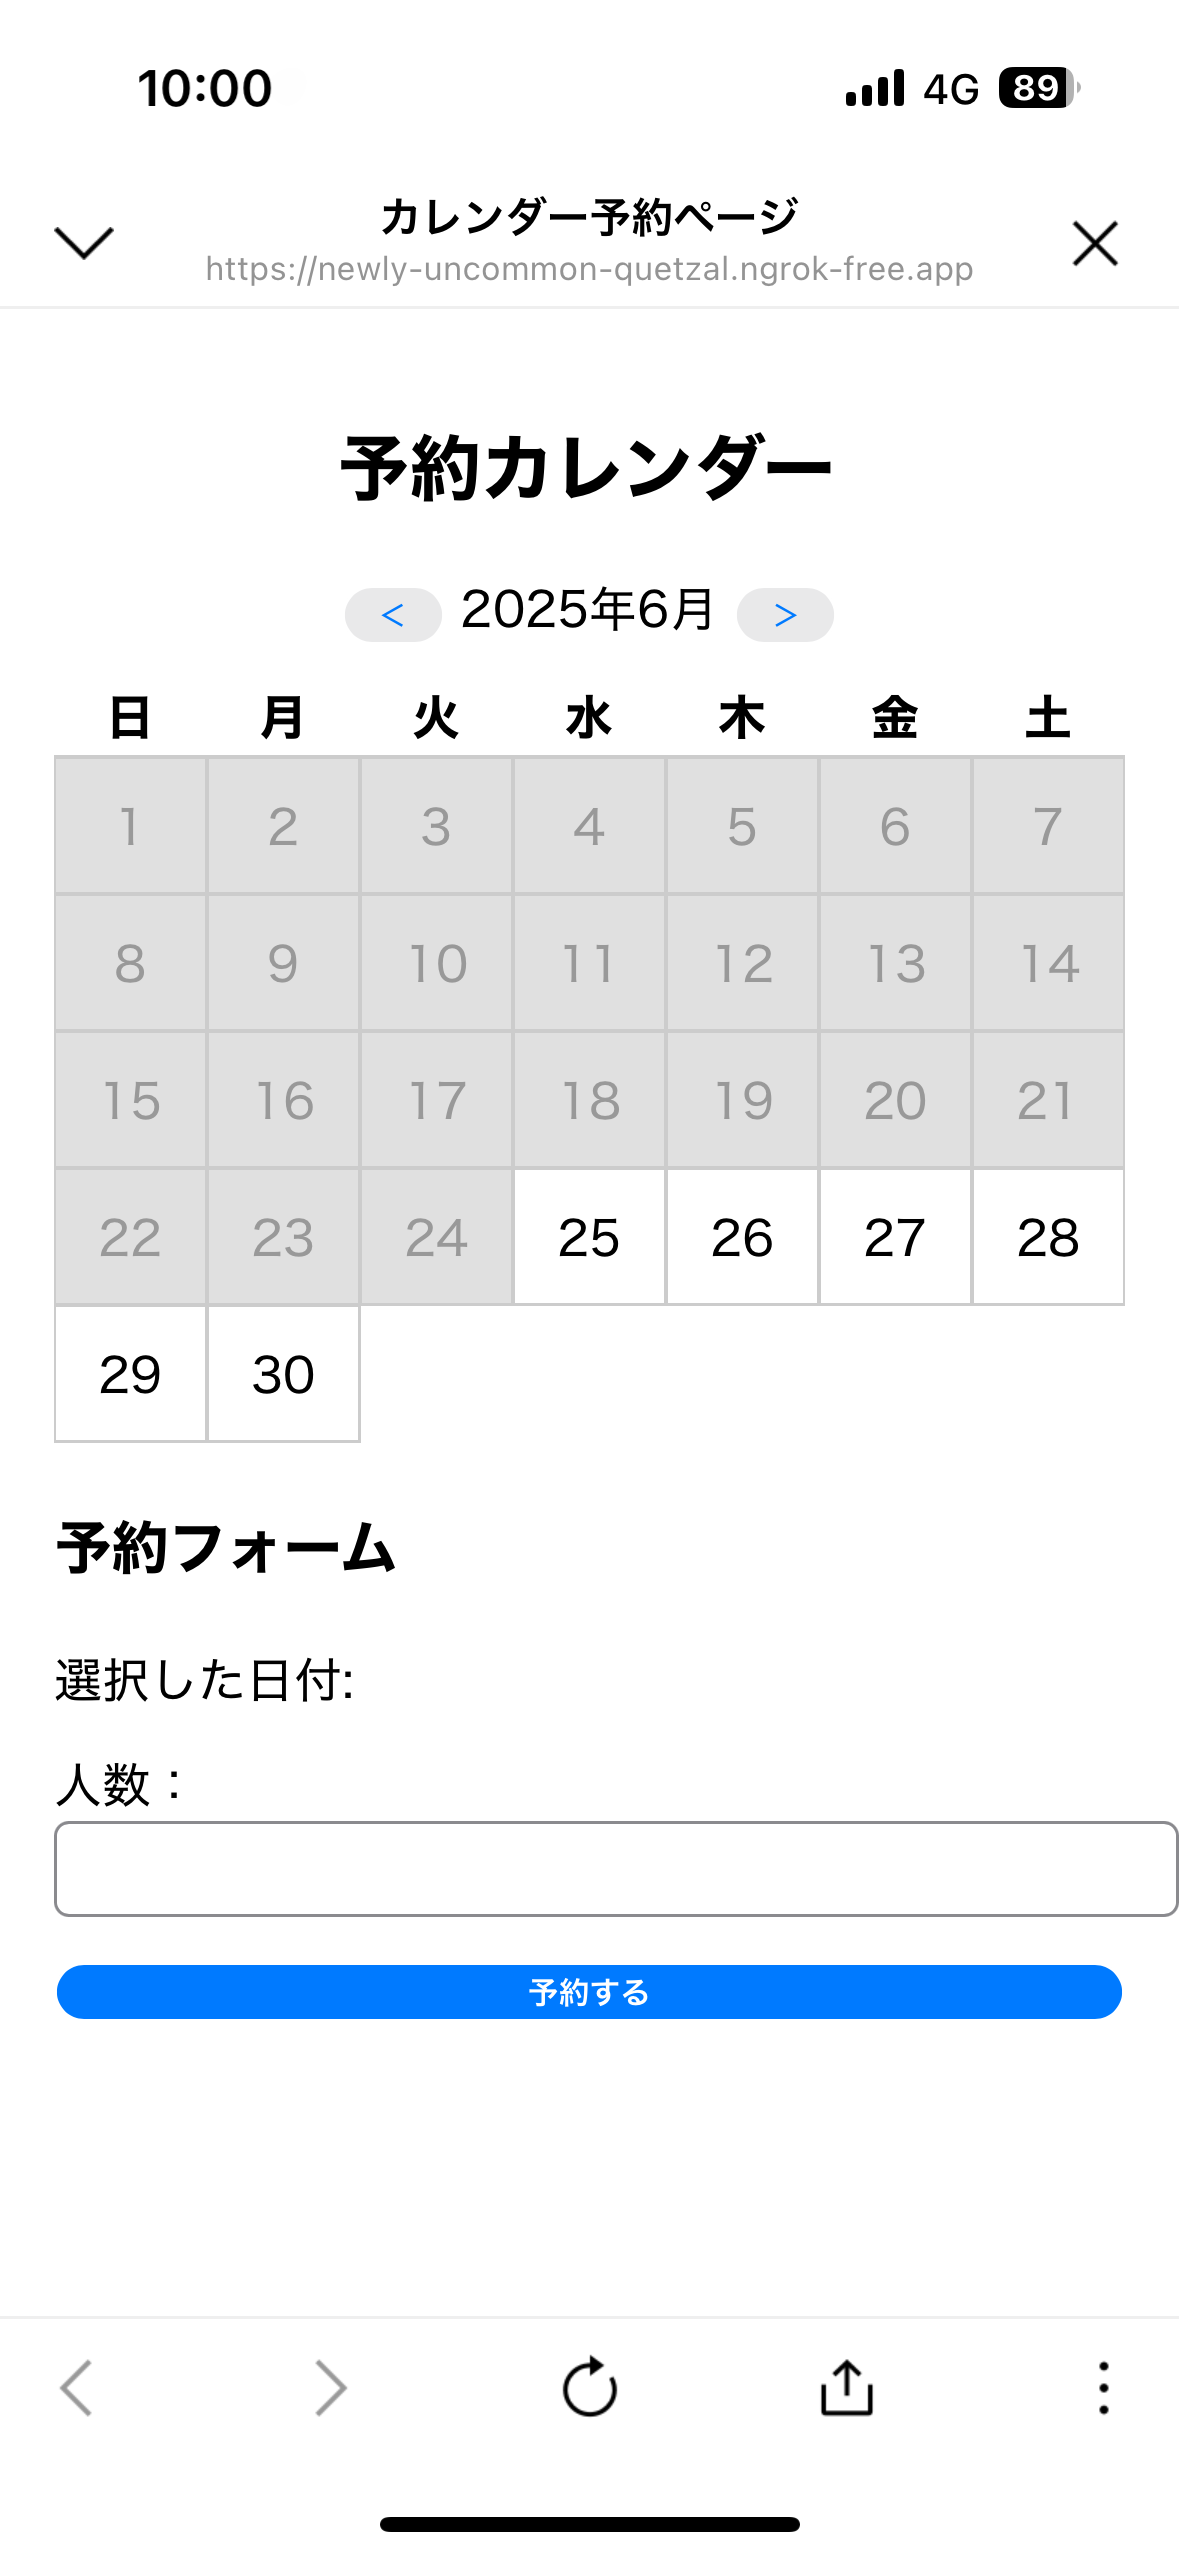 10:00 4G 89
カレンダー予約ページ
https://newly-uncommon-quetzal.ngrok-free.app
予約カレンダー
< 2025年6月 >
日 月 火 水 木 金 土
1 2 3 4 5 6 7
8 9 10 11 12 13 14
15 16 17 18 19 20 21
22 23 24 25 26 27 28
29 30
予約フォーム
選択した日付:
人数：
予約する